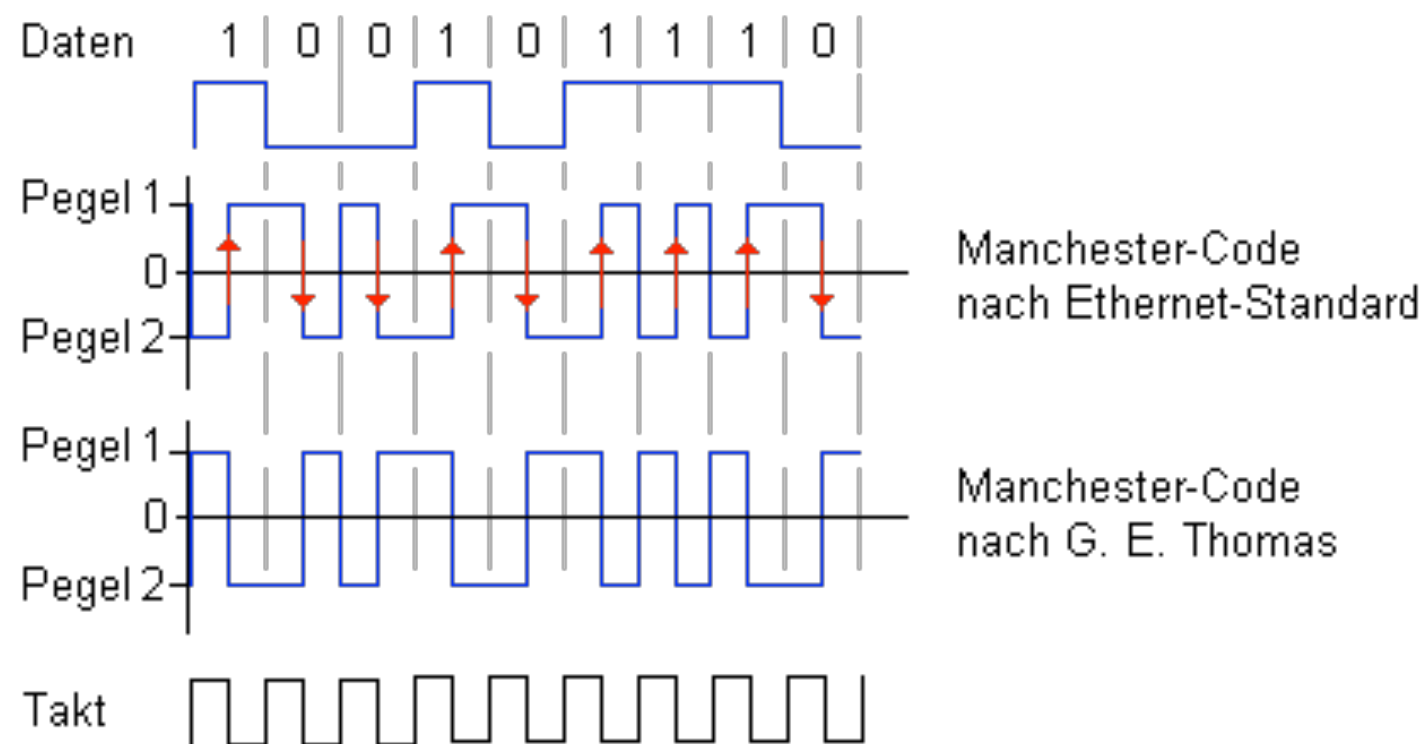 Daten 1 0 0 1 0 1 1 1 0
Pegel 1
0
Pegel 2
Manchester-Code
nach Ethernet-Standard
Pegel 1
0
Pegel 2
Manchester-Code
nach G. E. Thomas
Takt